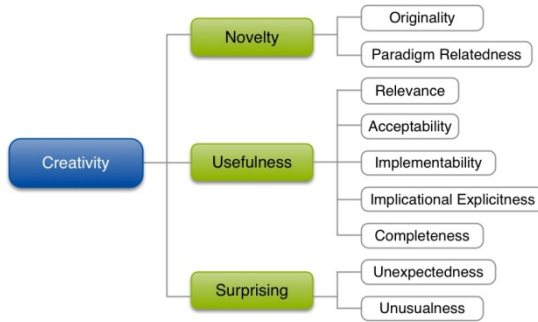 Creativity
Novelty
Originality
Paradigm Relatedness
Usefulness
Relevance
Acceptability
Implementability
Implicational Explicitness
Completeness
Surprising
Unexpectedness
Unusualness